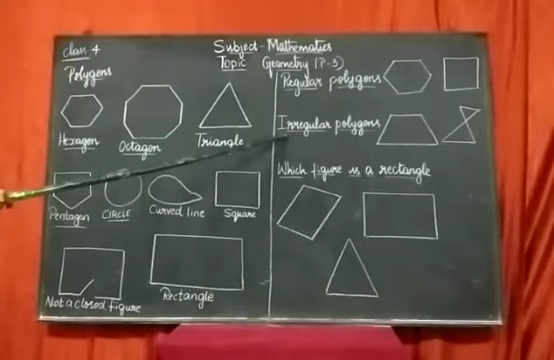 class 4
Subject - Mathematics
Topic Geometry (P-3)
Polygons
Hexagon
Octagon
Triangle
Pentagon
CIRCLE
Curved line
Square
Not a closed figure
Rectangle
Regular polygons
Irregular polygons
Which figure is a rectangle